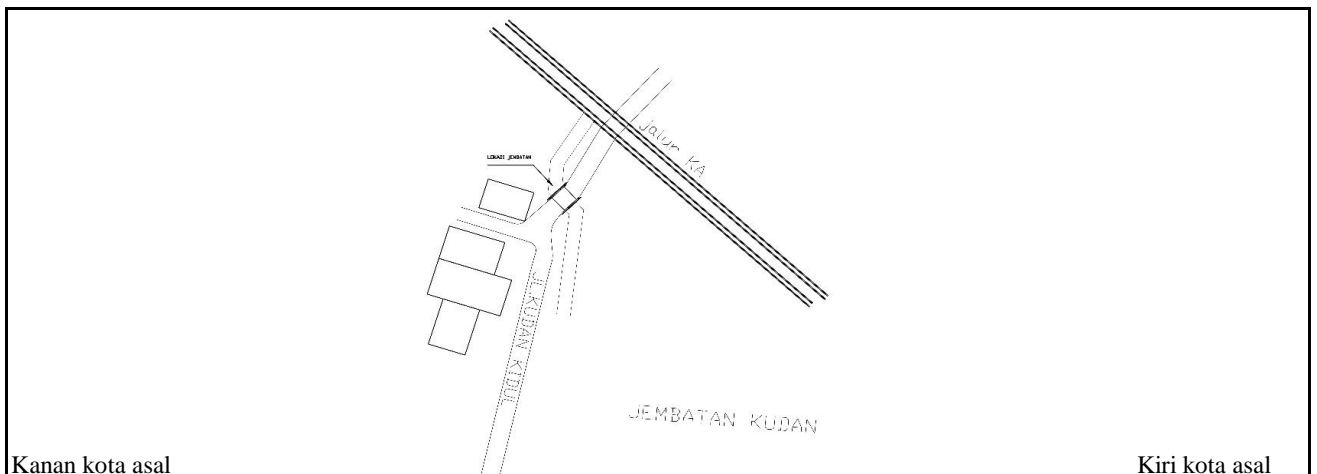 jalur KA
LOKASI JEMBATAN
JL.KUDAN KIDUL
JEMBATAN KUDAN
Kanan kota asal
Kiri kota asal